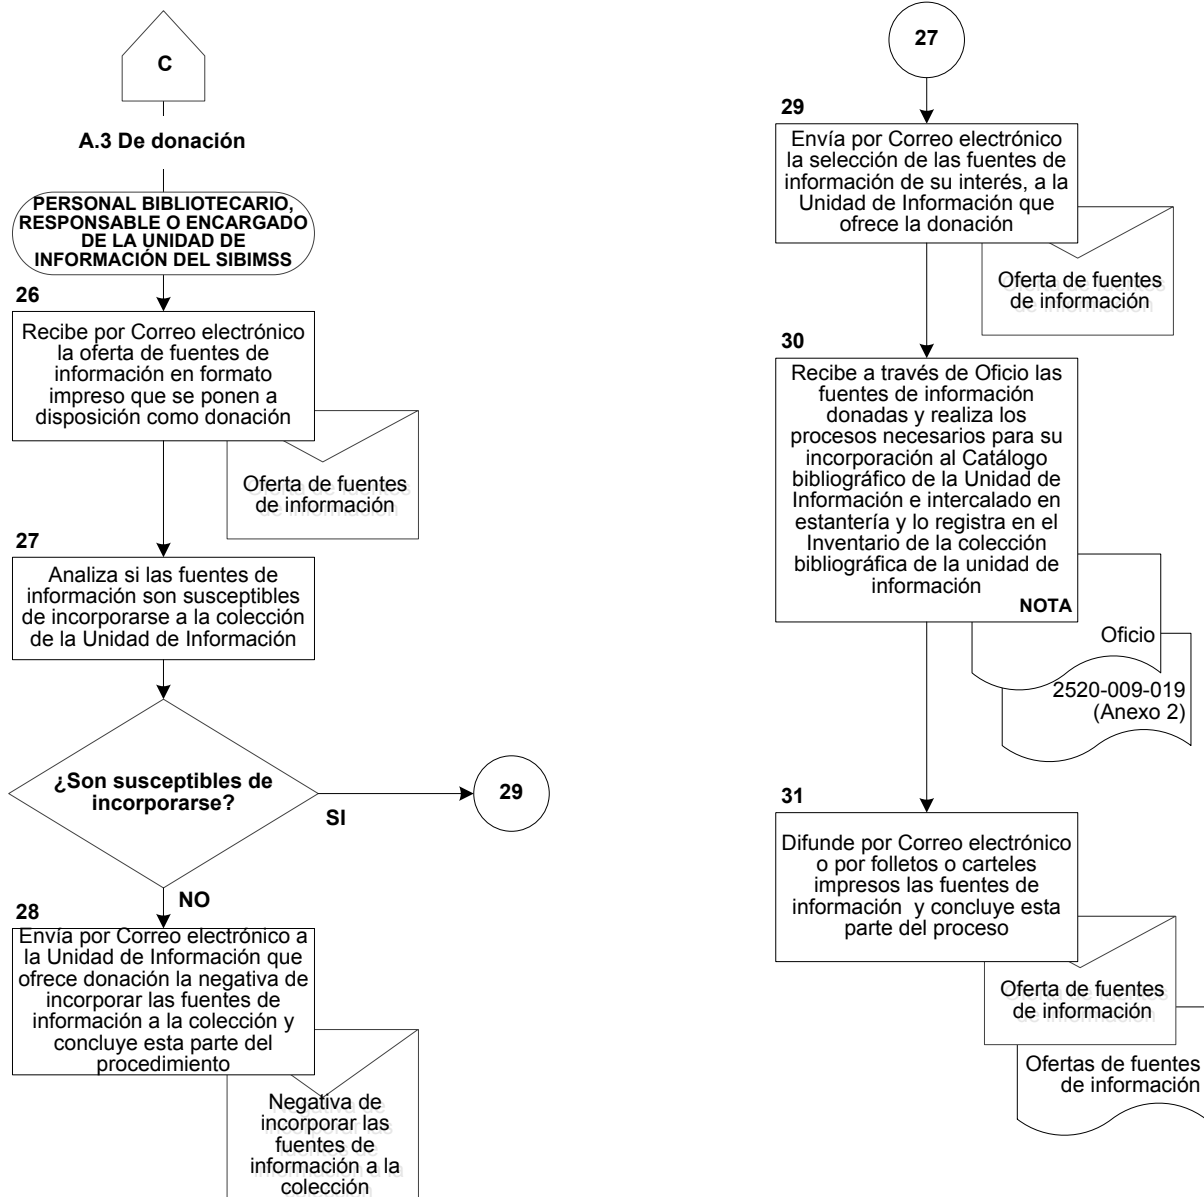 C
A.3 De donación
PERSONAL BIBLIOTECARIO,
RESPONSABLE O ENCARGADO
DE LA UNIDAD DE
INFORMACIÓN DEL SIBIMSS
26
Recibe por Correo electrónico
la oferta de fuentes de
información en formato
impreso que se ponen a
disposición como donación
Oferta de fuentes
de información
27
Analiza si las fuentes de
información son susceptibles
de incorporarse a la colección
de la Unidad de Información
¿Son susceptibles de
incorporarse?
SI
29
NO
28
Envía por Correo electrónico a
la Unidad de Información que
ofrece donación la negativa de
incorporar las fuentes de
información a la colección y
concluye esta parte del
procedimiento
Negativa de
incorporar las
fuentes de
información a la
colección
27
29
Envía por Correo electrónico
la selección de las fuentes de
información de su interés, a la
Unidad de Información que
ofrece la donación
Oferta de fuentes
de información
30
Recibe a través de Oficio las
fuentes de información
donadas y realiza los
procesos necesarios para su
incorporación al Catálogo
bibliográfico de la Unidad de
Información e intercalado en
estantería y lo registra en el
Inventario de la colección
bibliográfica de la unidad de
información
NOTA
Oficio
2520-009-019
(Anexo 2)
31
Difunde por Correo electrónico
o por folletos o carteles
impresos las fuentes de
información y concluye esta
parte del proceso
Oferta de fuentes
de información
Ofertas de fuentes
de información